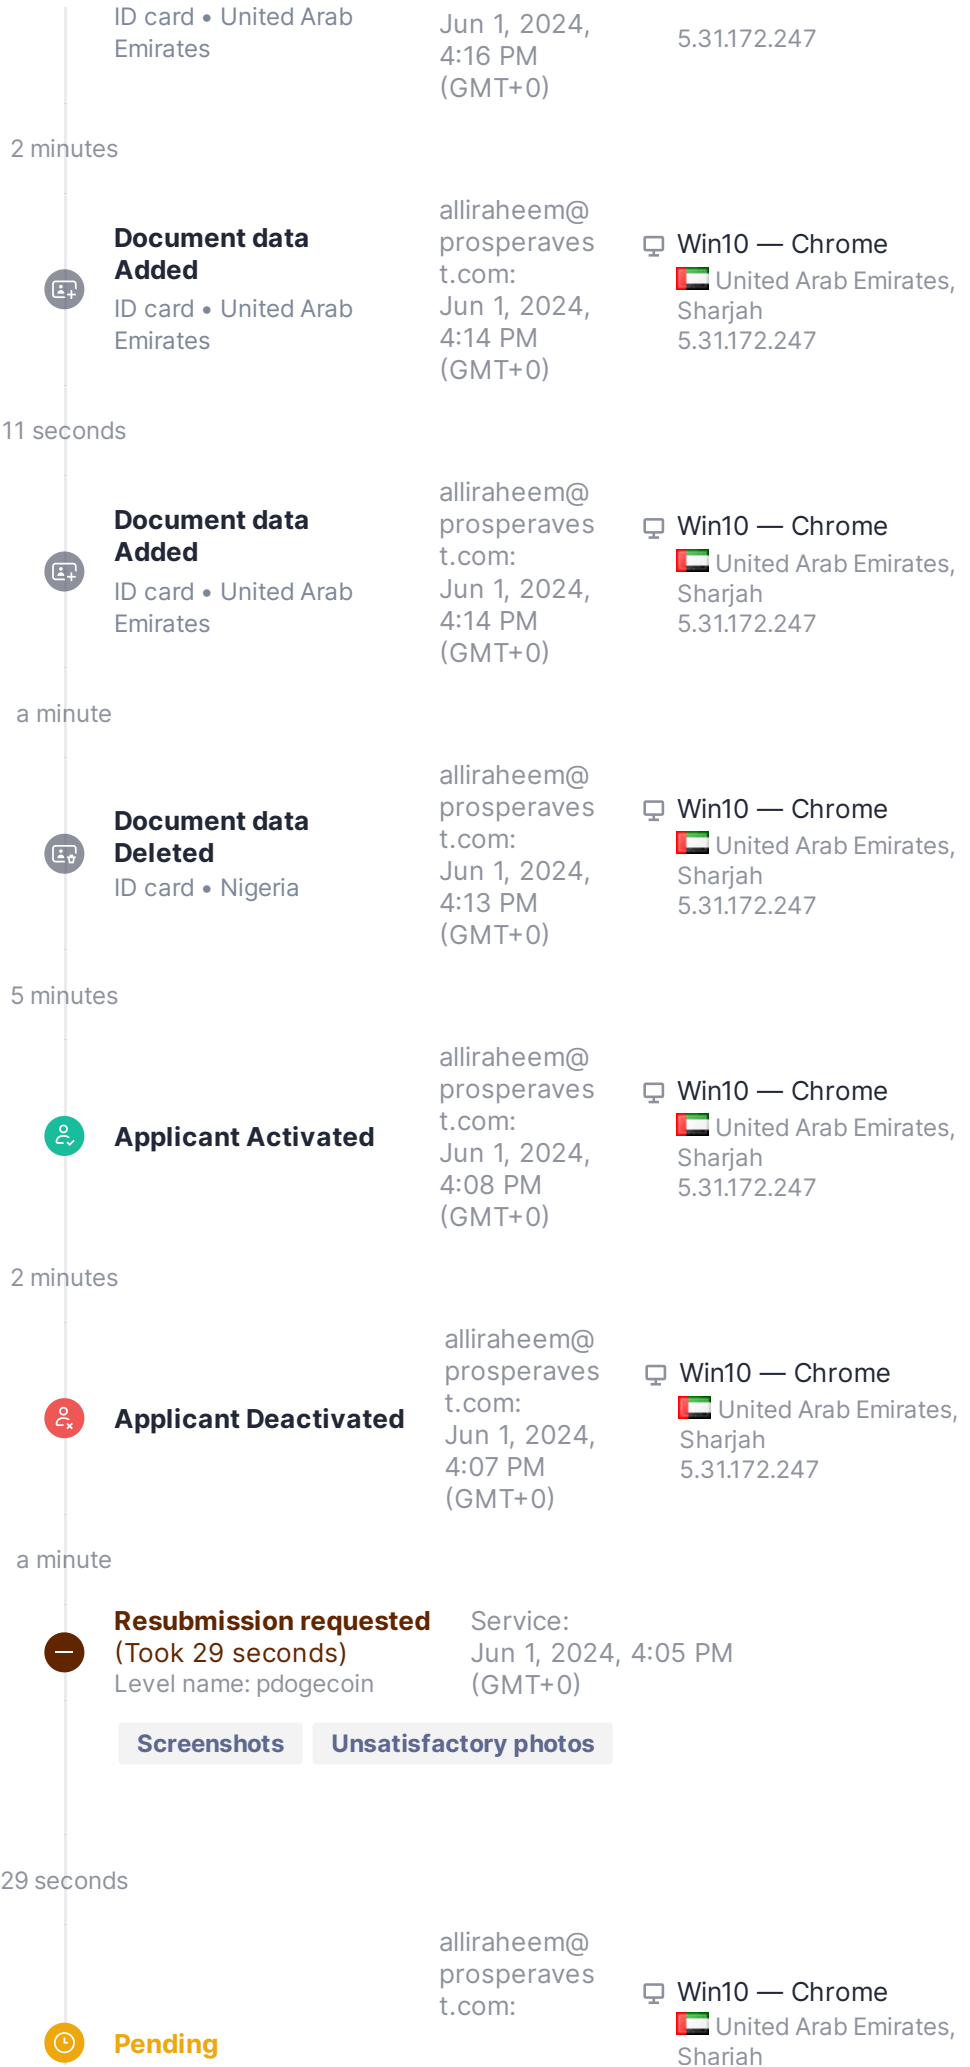 ID card • United Arab
Emirates
Jun 1, 2024,
4:16 PM
(GMT+0)
5.31.172.247
2 minutes
Document data
Added
ID card • United Arab
Emirates
alliraheem@
prosperaves
t.com:
Jun 1, 2024,
4:14 PM
(GMT+0)
Win10 — Chrome
United Arab Emirates,
Sharjah
5.31.172.247
11 seconds
Document data
Added
ID card • United Arab
Emirates
alliraheem@
prosperaves
t.com:
Jun 1, 2024,
4:14 PM
(GMT+0)
Win10 — Chrome
United Arab Emirates,
Sharjah
5.31.172.247
a minute
Document data
Deleted
ID card • Nigeria
alliraheem@
prosperaves
t.com:
Jun 1, 2024,
4:13 PM
(GMT+0)
Win10 — Chrome
United Arab Emirates,
Sharjah
5.31.172.247
5 minutes
Applicant Activated
alliraheem@
prosperaves
t.com:
Jun 1, 2024,
4:08 PM
(GMT+0)
Win10 — Chrome
United Arab Emirates,
Sharjah
5.31.172.247
2 minutes
Applicant Deactivated
alliraheem@
prosperaves
t.com:
Jun 1, 2024,
4:07 PM
(GMT+0)
Win10 — Chrome
United Arab Emirates,
Sharjah
5.31.172.247
a minute
Resubmission requested
(Took 29 seconds)
Level name: pdogecoin
Service:
Jun 1, 2024, 4:05 PM
(GMT+0)
Screenshots
Unsatisfactory photos
29 seconds
Pending
alliraheem@
prosperaves
t.com:
Win10 — Chrome
United Arab Emirates,
Sharjah